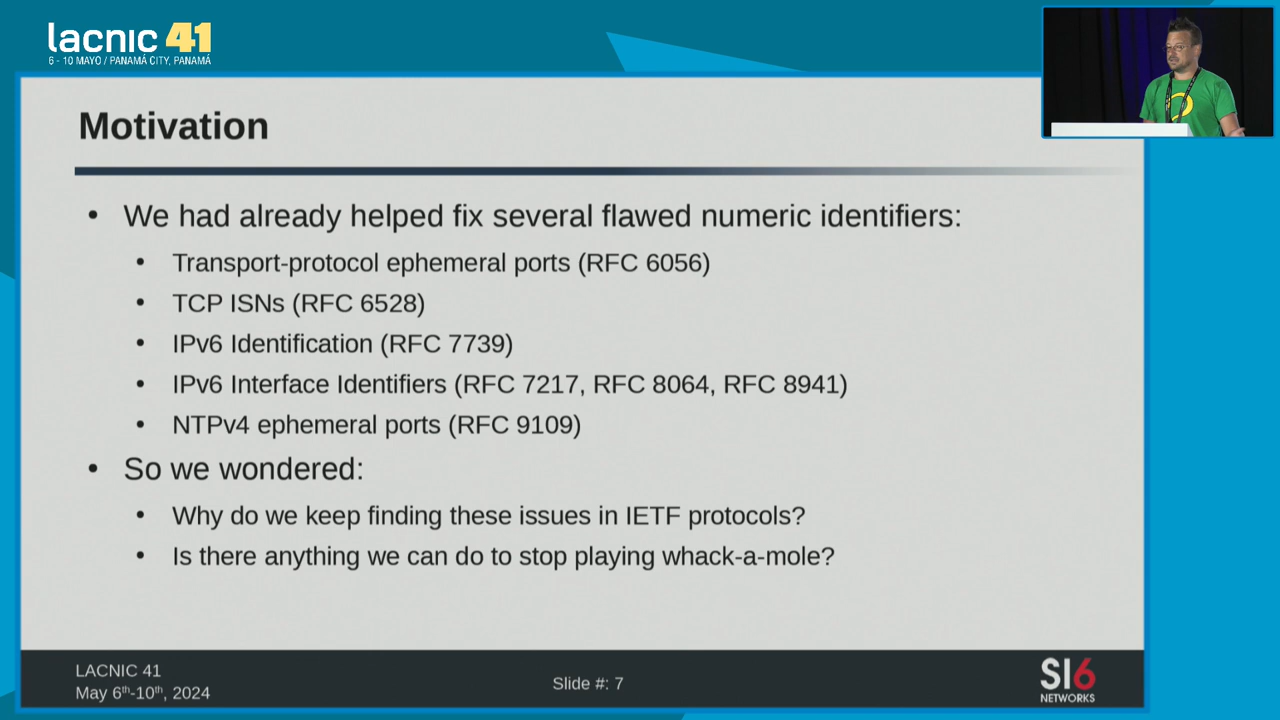 lacnic 41
6 - 10 MAYO / PANAMÁ CITY, PANAMÁ
Motivation
• We had already helped fix several flawed numeric identifiers:
• Transport-protocol ephemeral ports (RFC 6056)
• TCP ISNs (RFC 6528)
• IPv6 Identification (RFC 7739)
• IPv6 Interface Identifiers (RFC 7217, RFC 8064, RFC 8941)
• NTPv4 ephemeral ports (RFC 9109)
• So we wondered:
• Why do we keep finding these issues in IETF protocols?
• Is there anything we can do to stop playing whack-a-mole?
LACNIC 41
May 6th-10th, 2024
Slide #: 7
SI6
NETWORKS